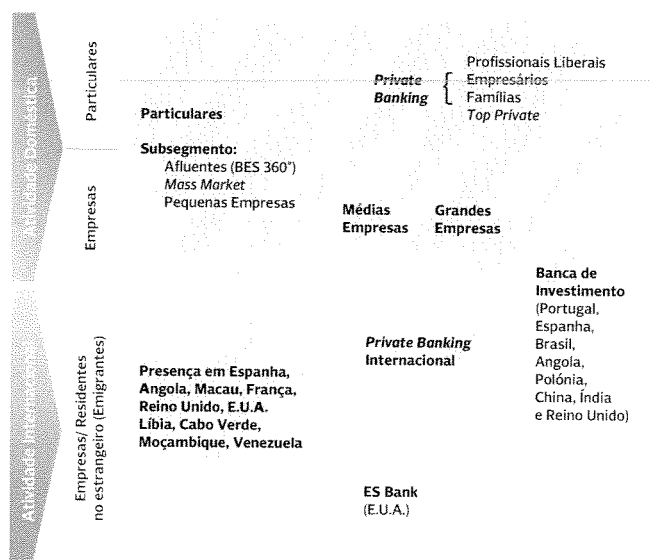 Atividade Doméstica
Particulares
Private
Banking
Profissionais Liberais
Empresários
Famílias
Top Private
Particulares
Subsegmento:
Afluentes (BES 360°)
Mass Market
Pequenas Empresas
Empresas
Médias
Empresas
Grandes
Empresas
Banca de
Investimento
(Portugal,
Espanha,
Brasil,
Angola,
Polónia,
China, Índia
e Reino Unido)
Atividade Internacional
Empresas/ Residentes
no estrangeiro (Emigrantes)
Private Banking
Internacional
Presença em Espanha,
Angola, Macau, França,
Reino Unido, E.U.A.
Líbia, Cabo Verde,
Moçambique, Venezuela
ES Bank
(E.U.A.)